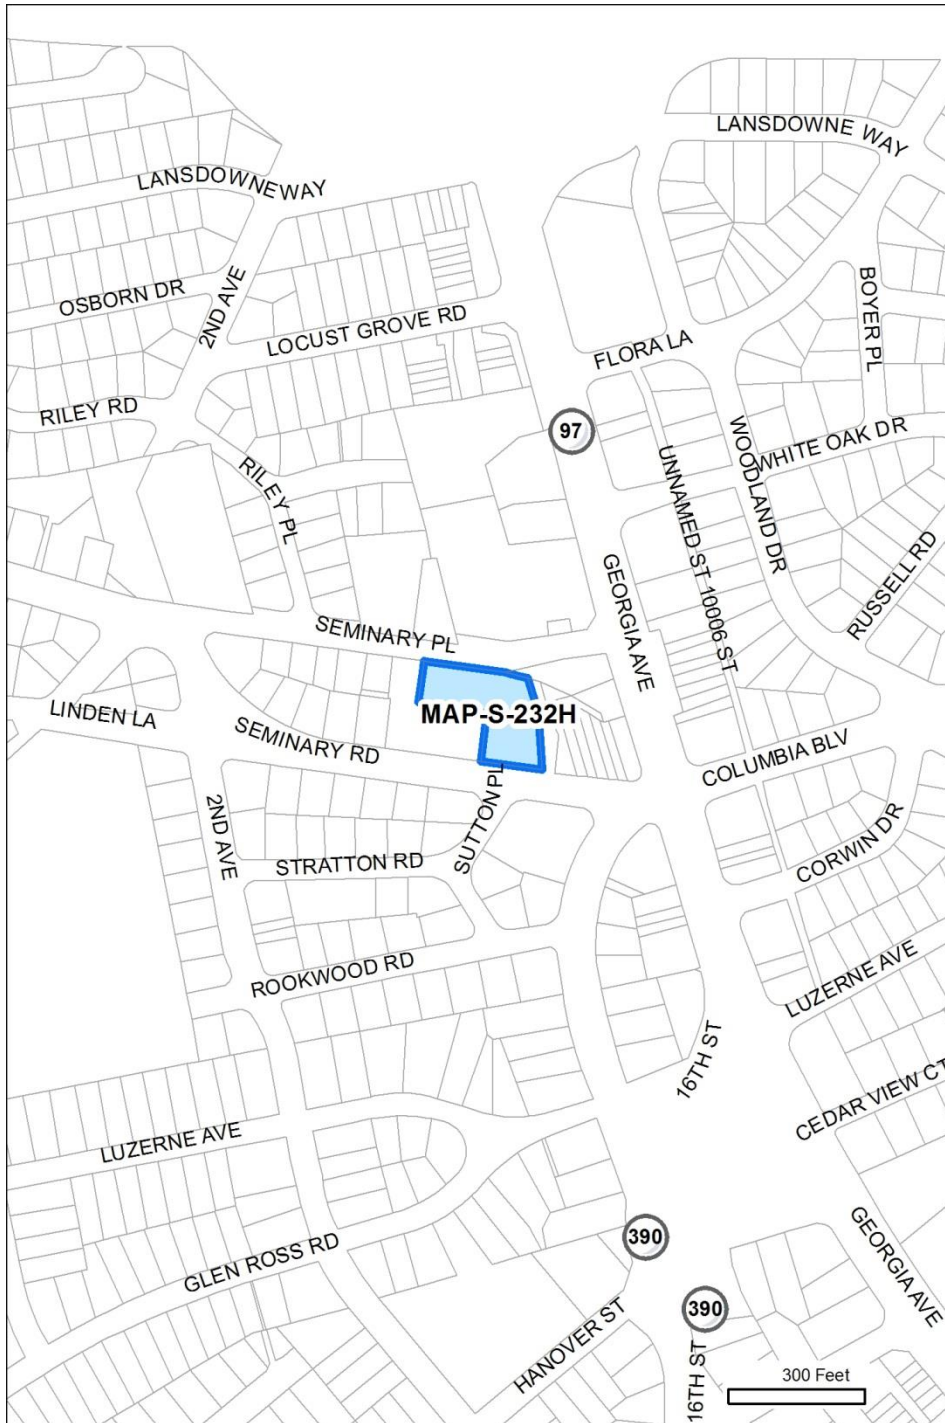 LANSDOWNE WAY
LANSDOWNEWAY
OSBORN DR
2ND AVE
BOYER PL
LOCUST GROVE RD
FLORA LA
RILEY RD
97
WOODLAND DR
WHITE OAK DR
RILEY PL
UNNAMED ST 10006 ST
GEORGIA AVE
RUSSELL RD
SEMINARY PL
LINDEN LA
MAP-S-232H
SEMINARY RD
COLUMBIA BLV
2ND AVE
SUTTON PL
STRATTON RD
CORWIN DR
ROOKWOOD RD
LUZERNE AVE
16TH ST
CEDAR VIEW CT
LUZERNE AVE
390
GLEN ROSS RD
GEORGIA AVE
390
HANOVER ST
16TH ST
300 Feet